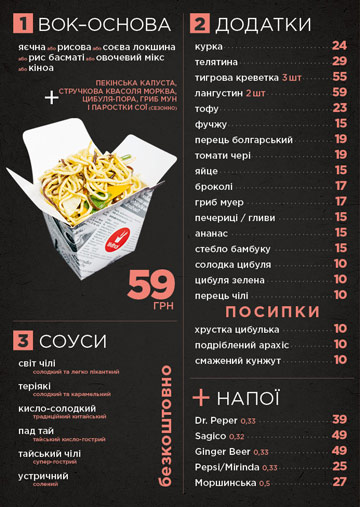 1 ВОК–ОСНОВА
яєчна або рисова або соєва локшина
або рис басматі або овочевий мікс
або кіноа
+
ПЕКІНСЬКА КАПУСТА,
СТРУЧКОВА КВАСОЛЯ МОРКВА,
ЦИБУЛЯ-ПОРА, ГРИБ МУН
І ПАРОСТКИ СОЇ (СЕЗОННО)
59
ГРН
3 СОУСИ
світ чілі
солодкий та легко пікантний
теріякі
солодкий та карамельний
кисло-солодкий
традиційний китайський
пад тай
тайський кисло-гострий
тайський чілі
супер-гострий
устричний
солений
безкоштовно
2 ДОДАТКИ
курка 24
телятина 29
тигрова креветка 3 шт 55
лангустин 2 шт 59
тофу 23
фучжу 15
перець болгарський 19
томати чері 19
яйце 15
броколі 17
гриб муер 17
печериці / гливи 15
ананас 15
стебло бамбуку 15
солодка цибуля 10
цибуля зелена 10
перець чілі 10
ПОСИПКИ
хрустка цибулька 10
подріблений арахіс 10
смажений кунжут 10
+ НАПОЇ
Dr. Peper 0,33 39
Sagico 0,32 49
Ginger Beer 0,33 49
Pepsi/Mirinda 0,33 25
Моршинська 0,5 27